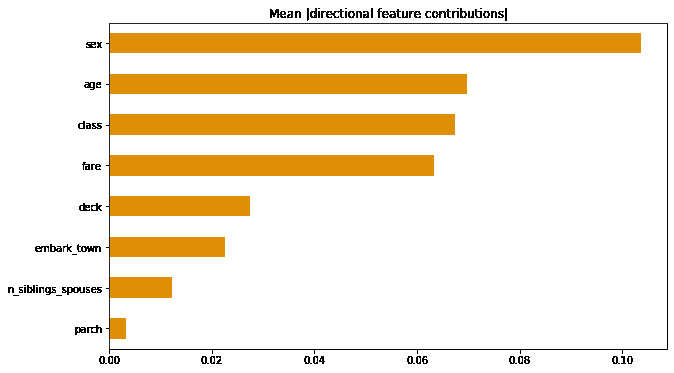 Mean |directional feature contributions|
sex
age
class
fare
deck
embark_town
n_siblings_spouses
parch
0.00 0.02 0.04 0.06 0.08 0.10